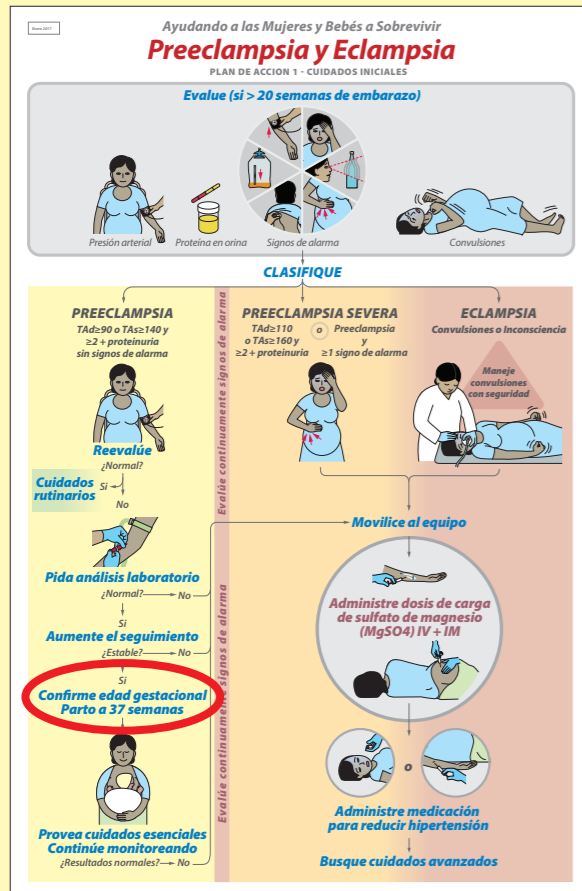 Enero 2017
Ayudando a las Mujeres y Bebés a Sobrevivir
Preeclampsia y Eclampsia
PLAN DE ACCION 1 - CUIDADOS INICIALES
Evalue (si > 20 semanas de embarazo)
Presión arterial
Proteína en orina
Signos de alarma
Convulsiones
CLASIFIQUE
PREECLAMPSIA
TAd≥90 o TAs≥140 y
≥2 + proteinuria
sin signos de alarma
Reevalúe
¿Normal?
Cuidados
rutinarios
Si
No
Pida análisis laboratorio
¿Normal? No
Si
Aumente el seguimiento
¿Estable? No
Si
Confirme edad gestacional
Parto a 37 semanas
Provea cuidados esenciales
Continúe monitoreando
¿Resultados normales? No
Evalúe continuamente signos de alarma
Evalúe continuamente signos de alarma
PREECLAMPSIA SEVERA
TAd≥110
o TAs≥160 y
≥2 + proteinuria
o
Preeclampsia
y
≥1 signo de alarma
ECLAMPSIA
Convulsiones o Inconsciencia
Maneje
convulsiones
con seguridad
Movilice al equipo
Administre dosis de carga
de sulfato de magnesio
(MgSO4) IV + IM
o
Administre medicación
para reducir hipertensión
Busque cuidados avanzados